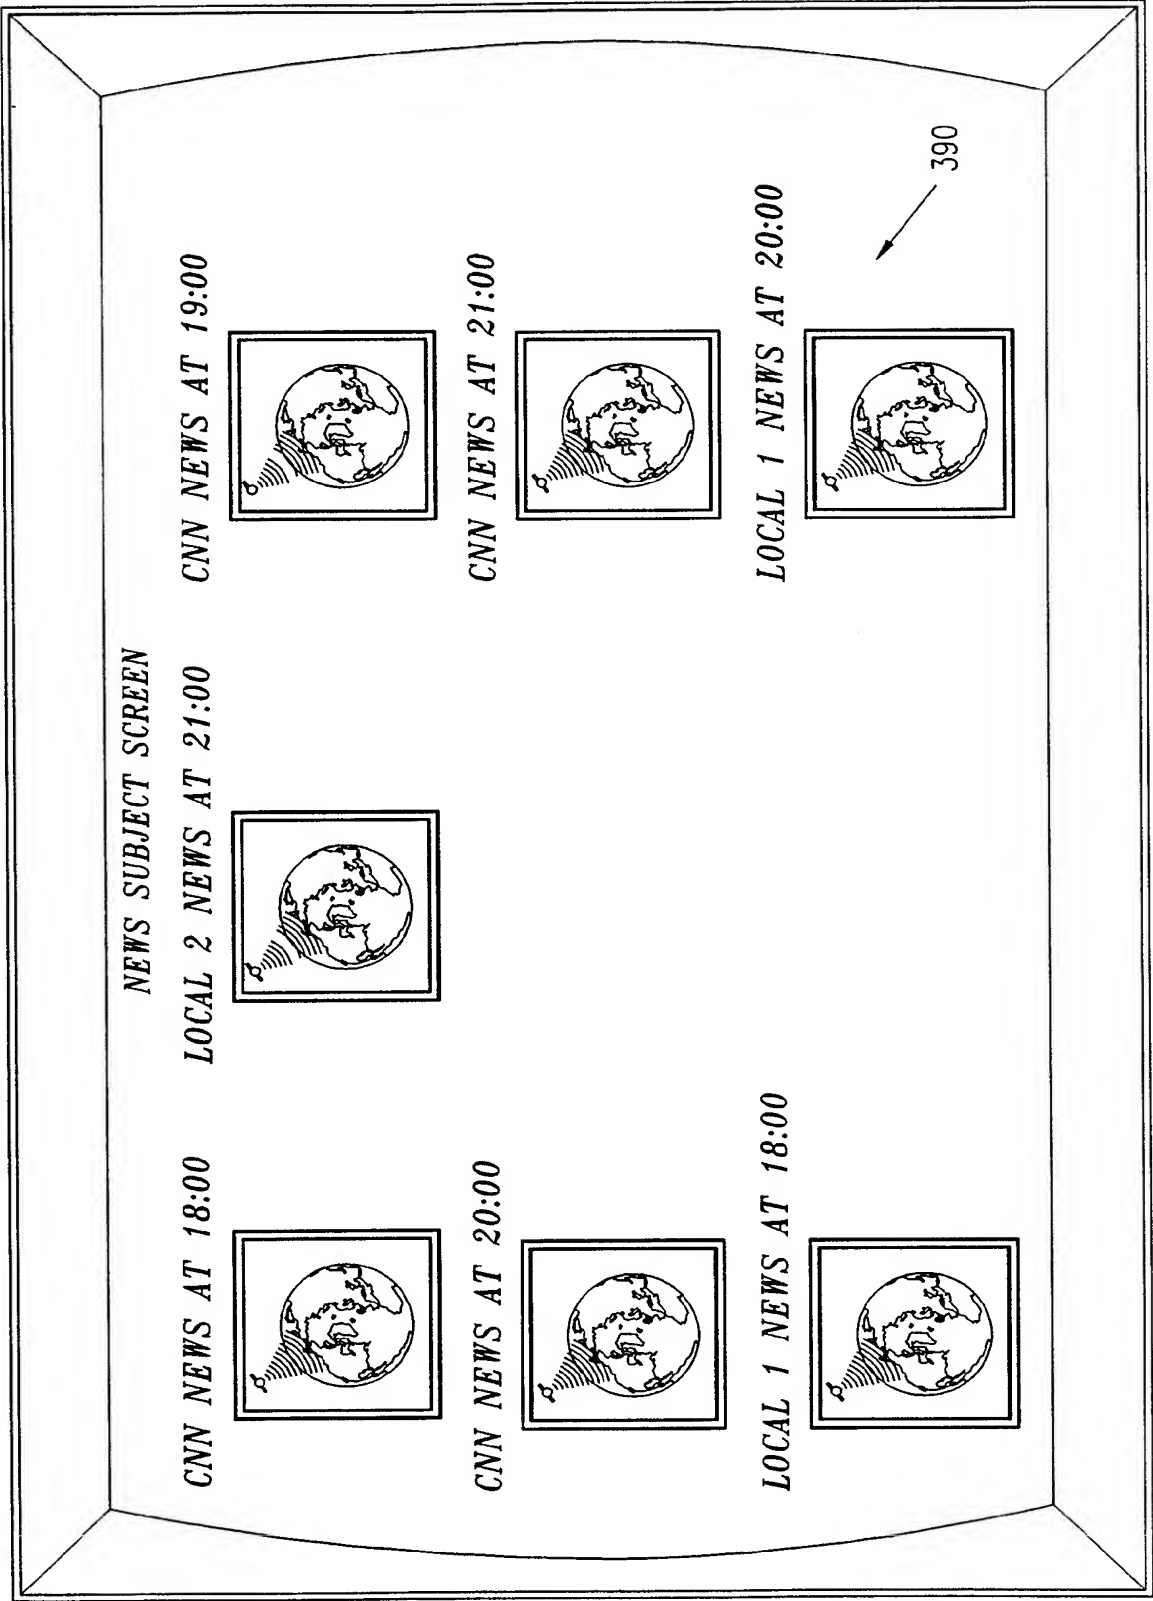 NEWS SUBJECT SCREEN
CNN NEWS AT 18:00
LOCAL 2 NEWS AT 21:00
CNN NEWS AT 19:00
CNN NEWS AT 20:00
CNN NEWS AT 21:00
LOCAL 1 NEWS AT 18:00
LOCAL 1 NEWS AT 20:00
390